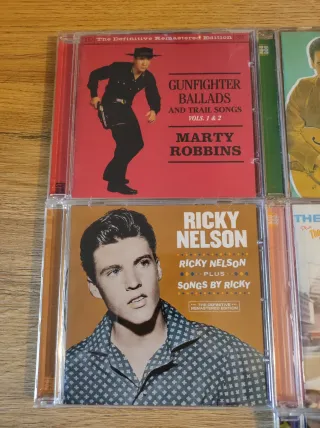 The Definitive Remastered Edition
GUNFIGHTER
BALLADS
AND TRAIL SONGS
VOLS. 1 & 2
MARTY
ROBBINS
RICKY
NELSON
RICKY NELSON
PLUS
SONGS BY RICKY
THE DEFINITIVE
REMASTERED EDITION
THE